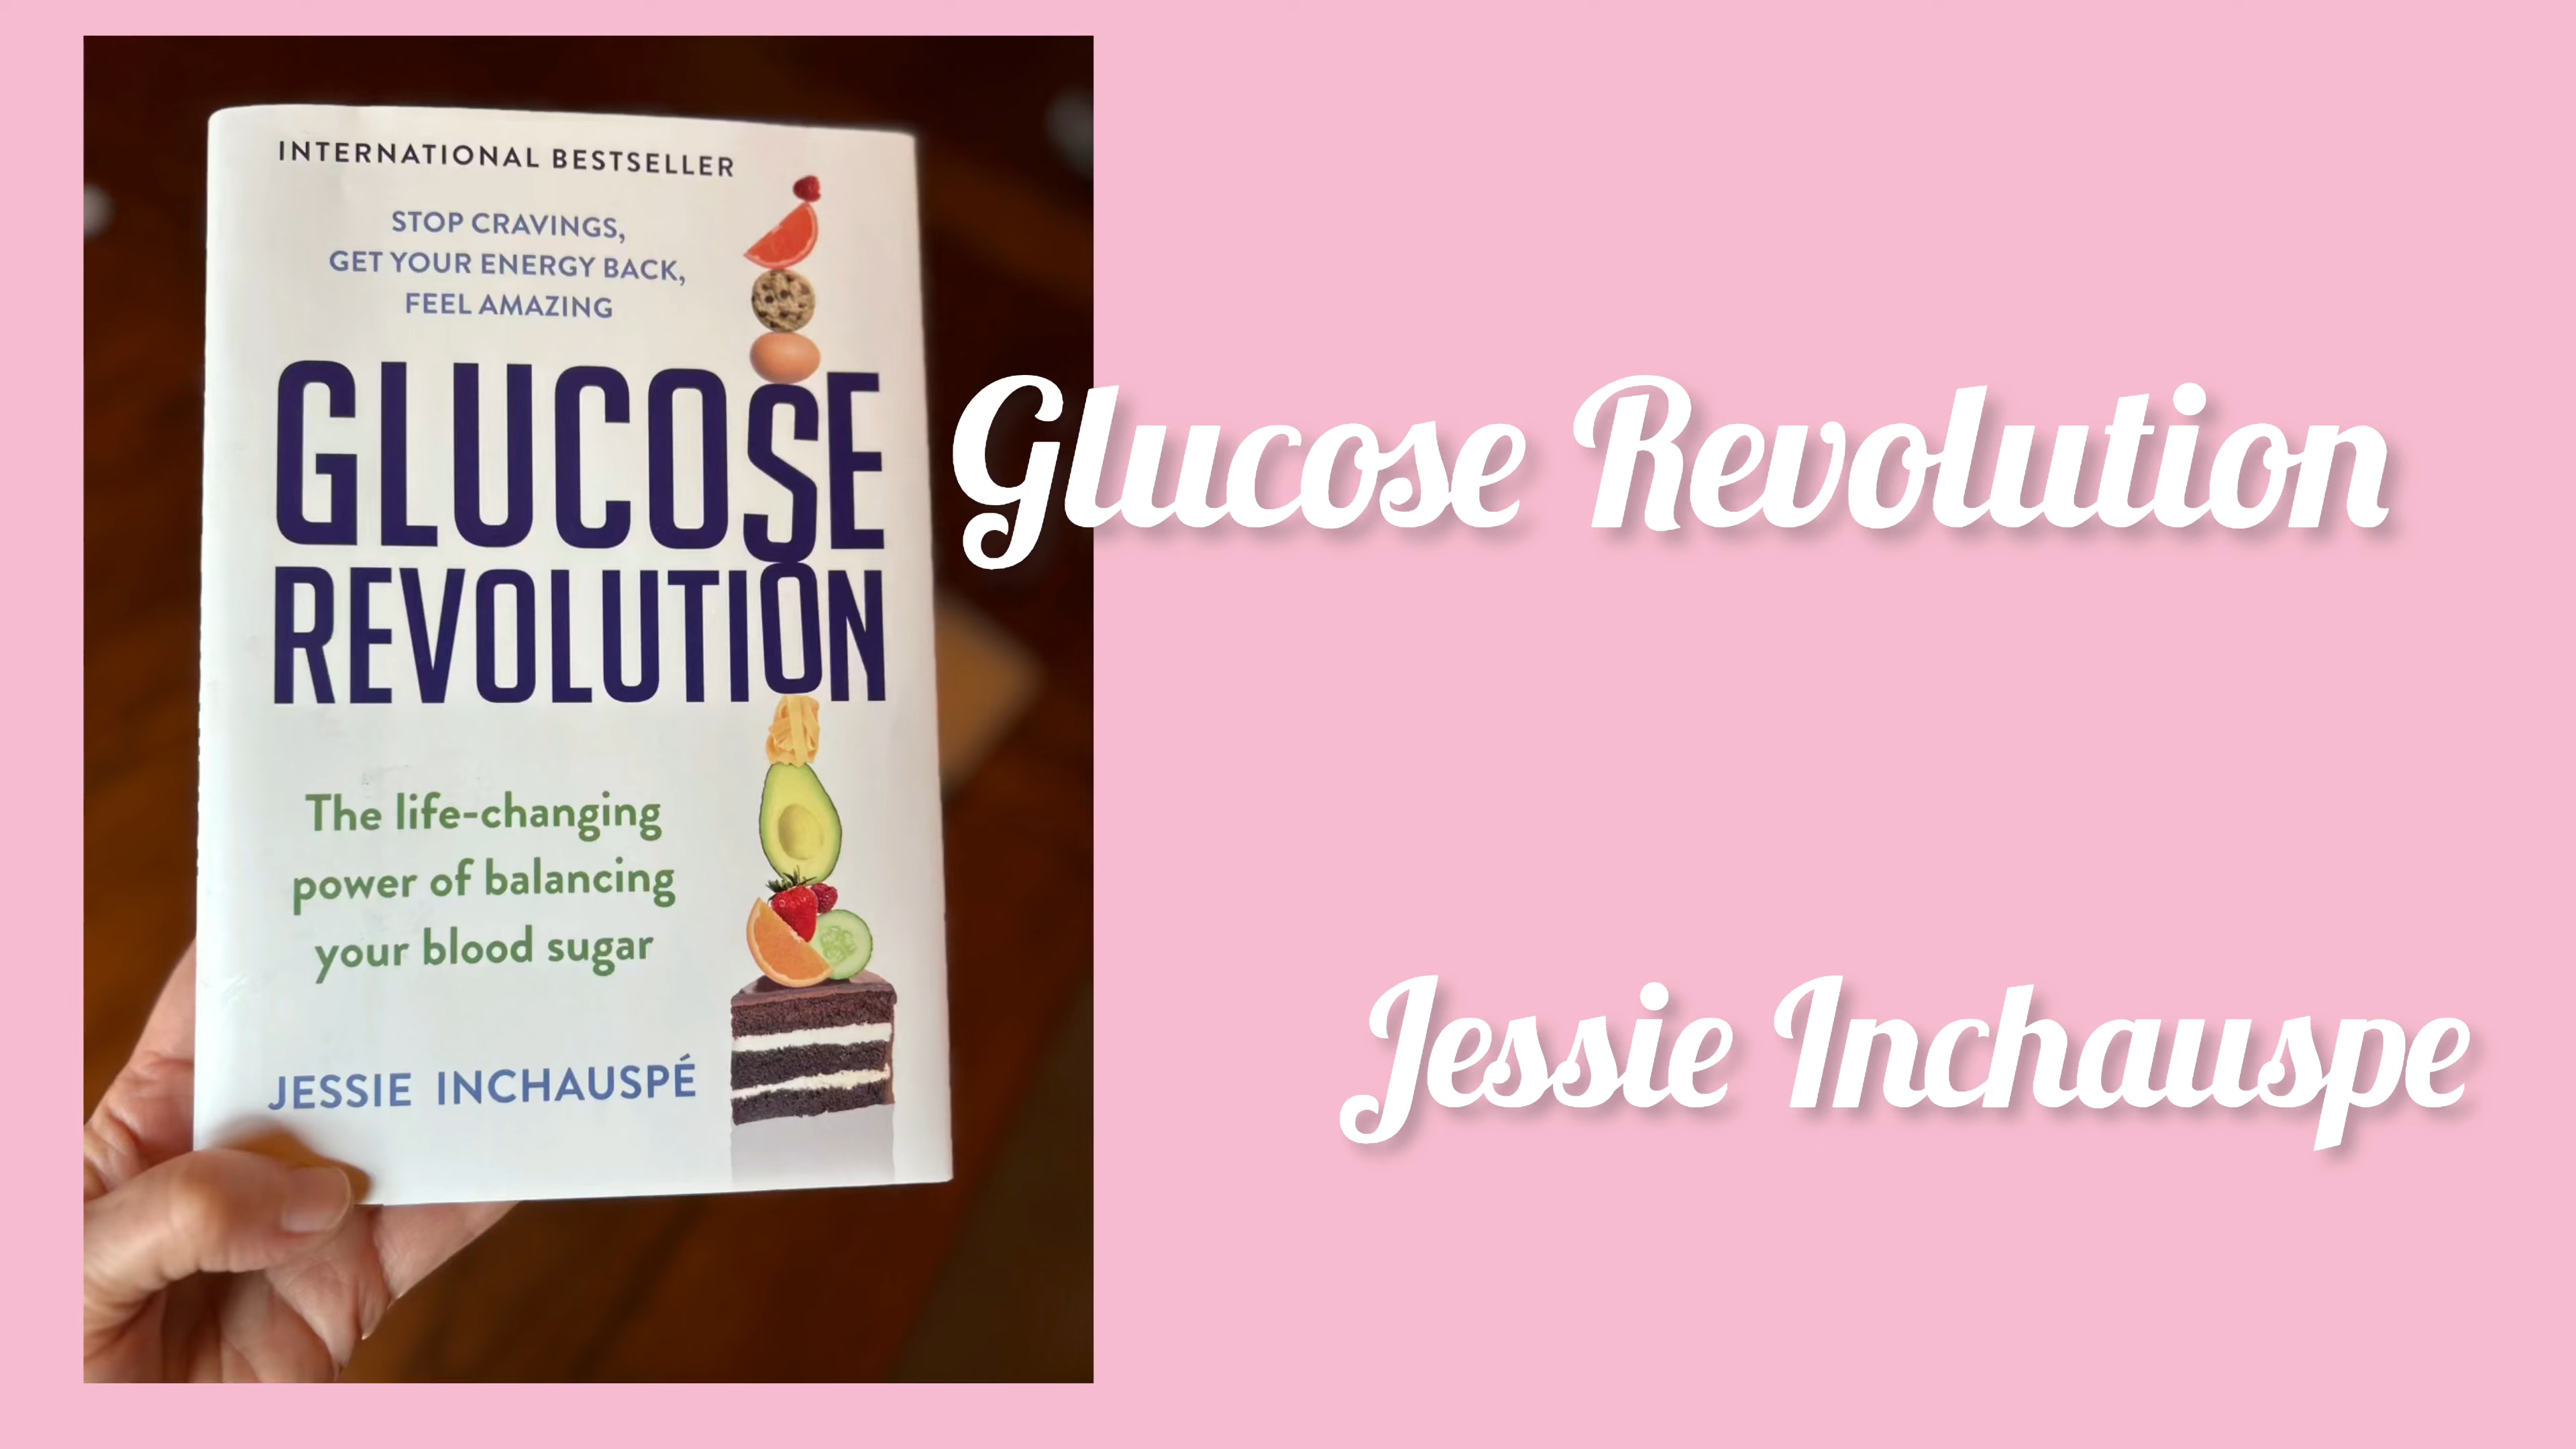 INTERNATIONAL BESTSELLER
STOP CRAVINGS,
GET YOUR ENERGY BACK,
FEEL AMAZING
GLUCOSE
REVOLUTION
The life-changing
power of balancing
your blood sugar
JESSIE INCHAUSPÉ
Glucose Revolution
Jessie Inchauspe